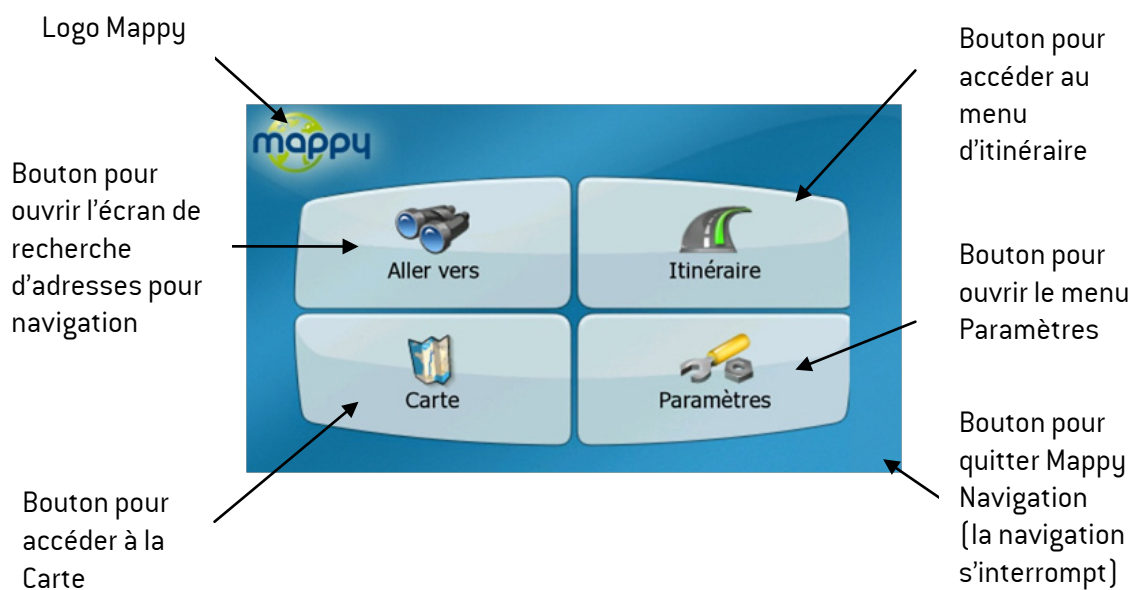 Logo Mappy
Bouton pour
accéder au
menu
d'itinéraire
mappy
Bouton pour
ouvrir l'écran de
recherche
d'adresses pour
navigation
Aller vers
Itinéraire
Bouton pour
ouvrir le menu
Paramètres
Carte
Paramètres
Bouton pour
accéder à la
Carte
Bouton pour
quitter Mappy
Navigation
(la navigation
s'interrompt)